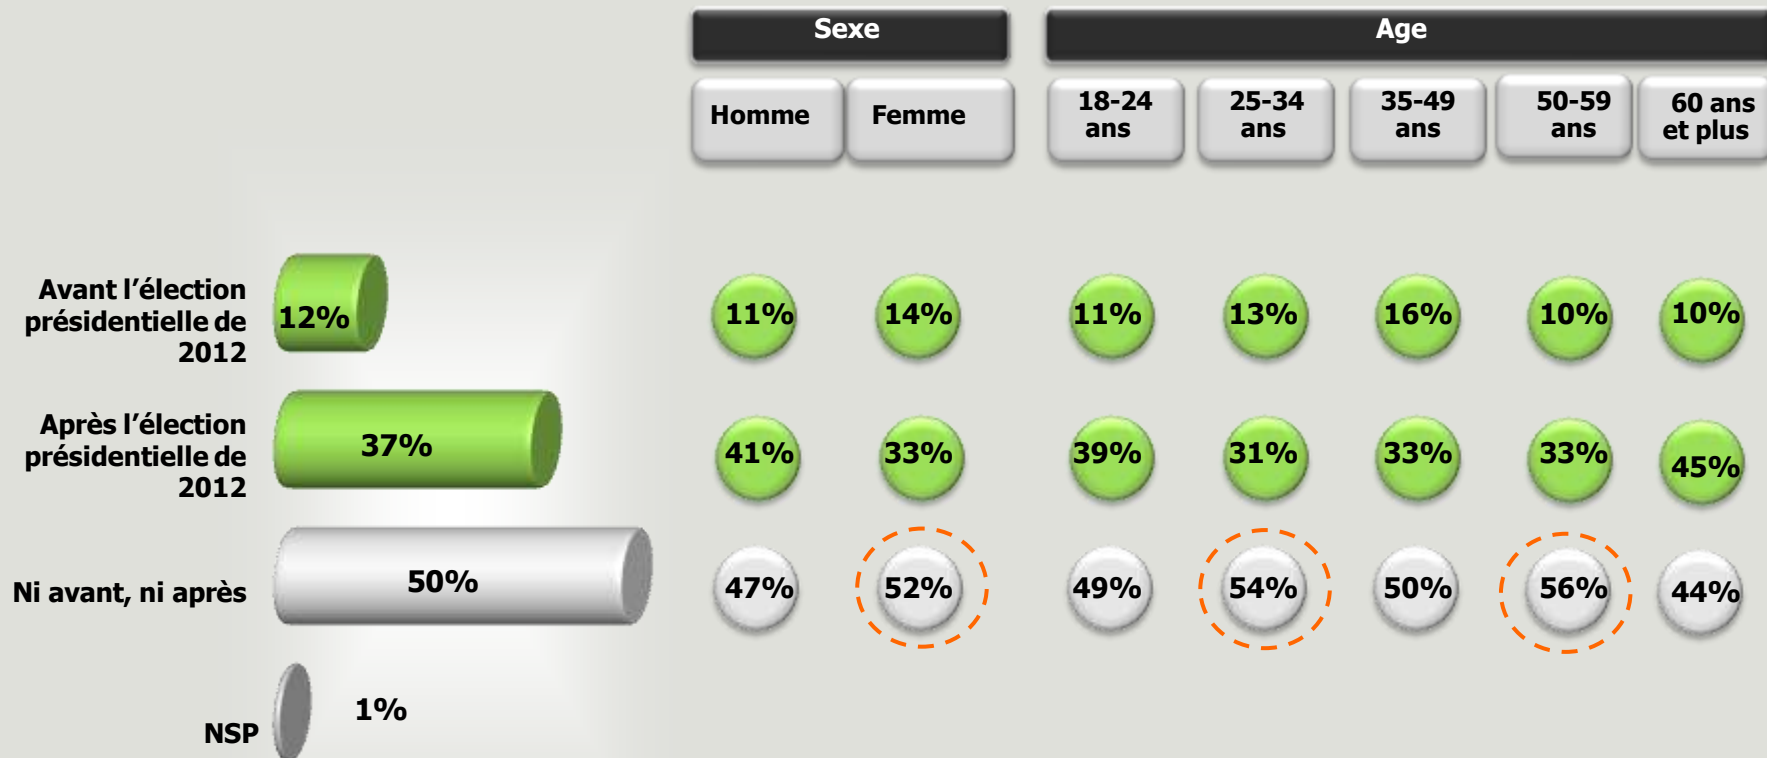 Sexe
Age
Homme
Femme
18-24
ans
25-34
ans
35-49
ans
50-59
ans
60 ans
et plus
Avant l’élection
présidentielle de
2012
12%
11%
14%
11%
13%
16%
10%
10%
Après l’élection
présidentielle de
2012
37%
41%
33%
39%
31%
33%
33%
45%
Ni avant, ni après
50%
47%
52%
49%
54%
50%
56%
44%
NSP
1%